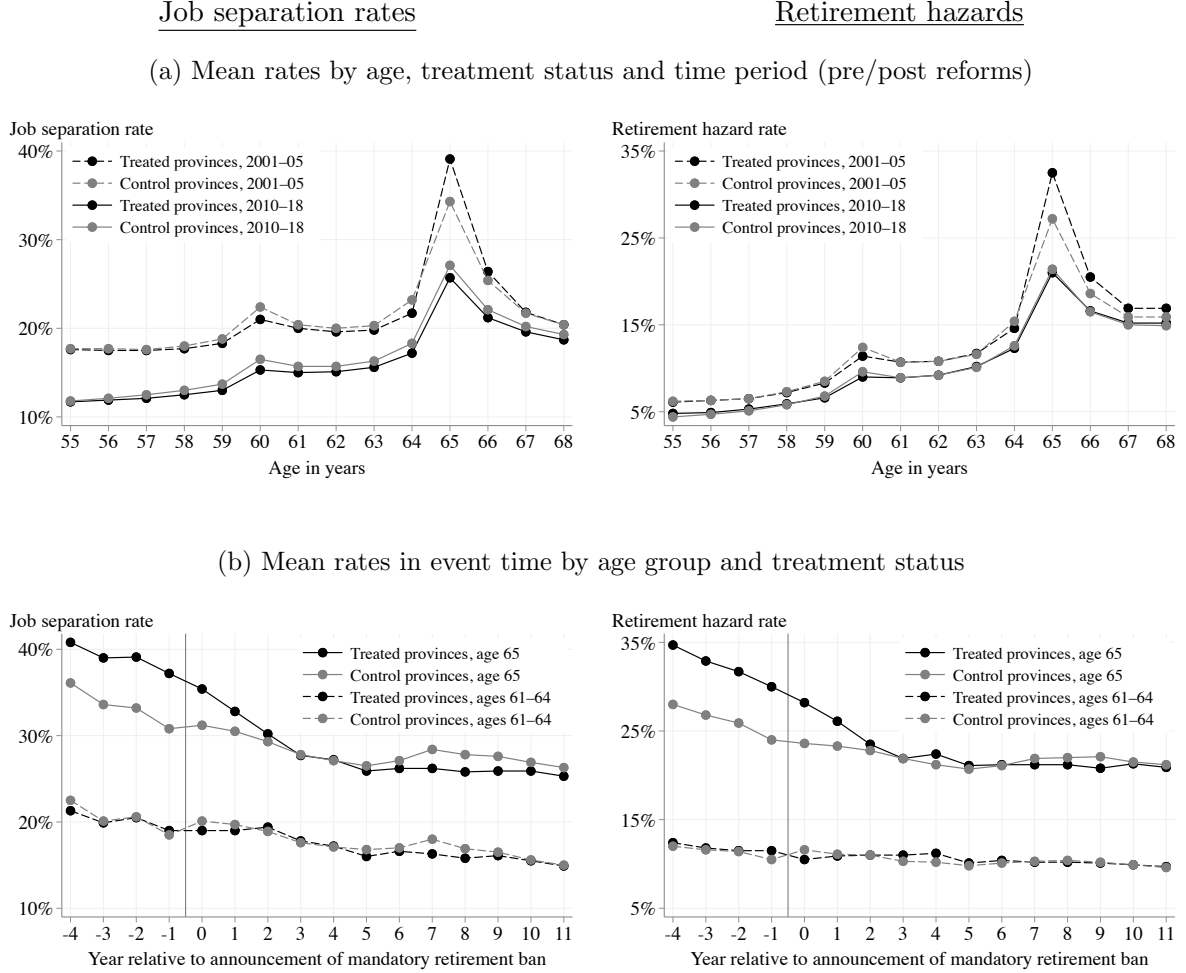 Job separation rates
Retirement hazards
(a) Mean rates by age, treatment status and time period (pre/post reforms)
Job separation rate
40%
30%
20%
10%
Treated provinces, 2001–05
Control provinces, 2001–05
Treated provinces, 2010–18
Control provinces, 2010–18
55 56 57 58 59 60 61 62 63 64 65 66 67 68
Age in years
Retirement hazard rate
35%
25%
15%
5%
Treated provinces, 2001–05
Control provinces, 2001–05
Treated provinces, 2010–18
Control provinces, 2010–18
55 56 57 58 59 60 61 62 63 64 65 66 67 68
Age in years
(b) Mean rates in event time by age group and treatment status
Job separation rate
40%
30%
20%
10%
Treated provinces, age 65
Control provinces, age 65
Treated provinces, ages 61–64
Control provinces, ages 61–64
-4 -3 -2 -1 0 1 2 3 4 5 6 7 8 9 10 11
Year relative to announcement of mandatory retirement ban
Retirement hazard rate
35%
25%
15%
5%
Treated provinces, age 65
Control provinces, age 65
Treated provinces, ages 61–64
Control provinces, ages 61–64
-4 -3 -2 -1 0 1 2 3 4 5 6 7 8 9 10 11
Year relative to announcement of mandatory retirement ban